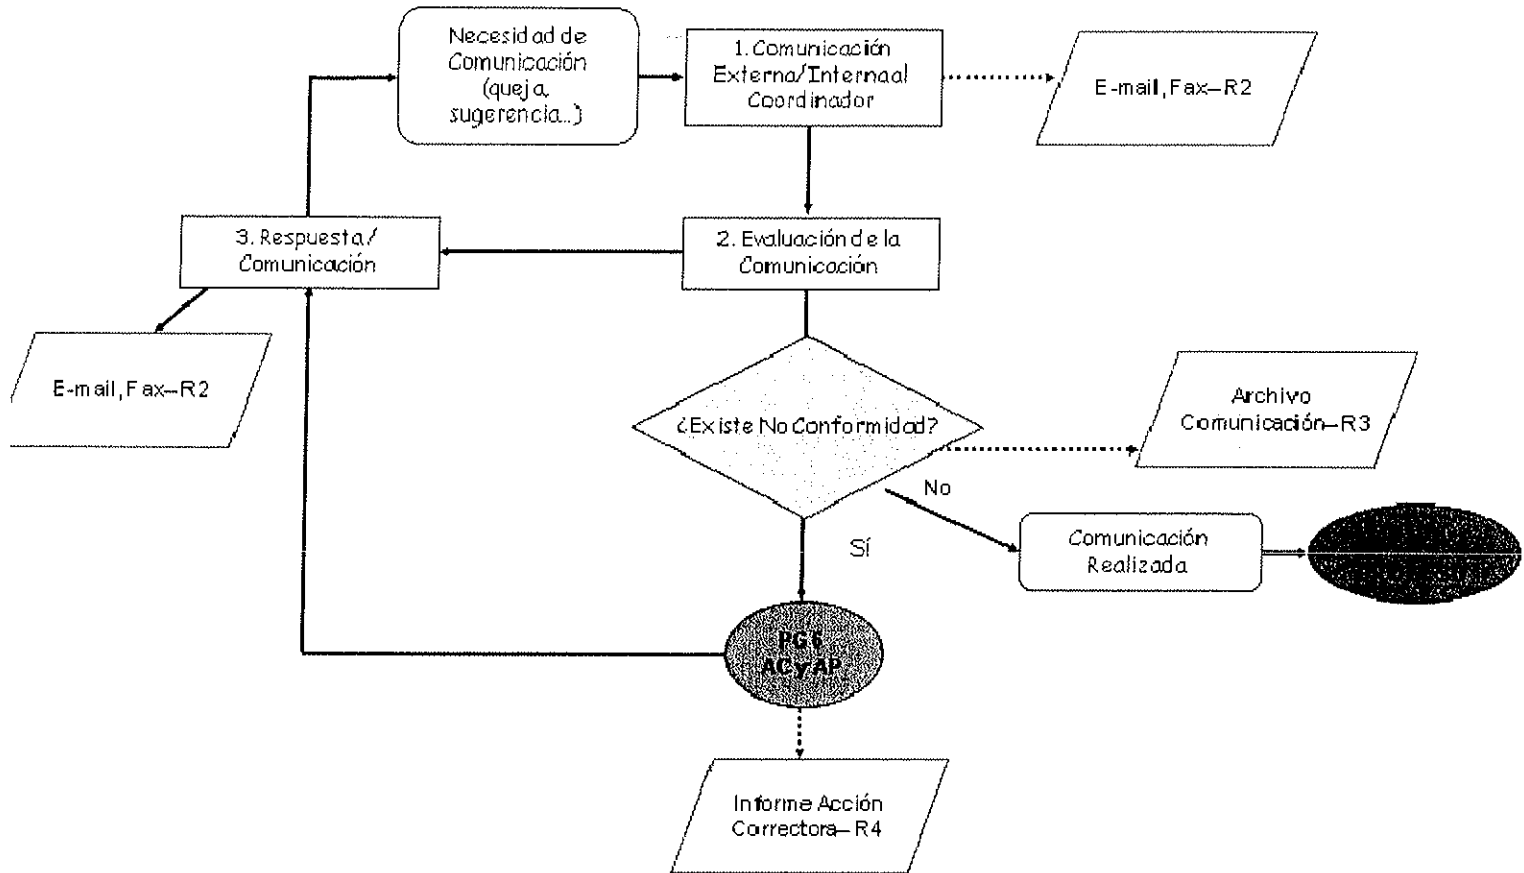 Necesidad de
Comunicación
(queja,
sugerencia...)
1. Comunicación
Externa/Interna al
Coordinador
E-mail, Fax–R2
3. Respuesta/
Comunicación
2. Evaluación de la
Comunicación
E-mail, Fax–R2
¿Existe No Conformidad?
Archivo
Comunicación–R3
No
Sí
Comunicación
Realizada
PG 6
AC y AP
Informe Acción
Correctora–R4